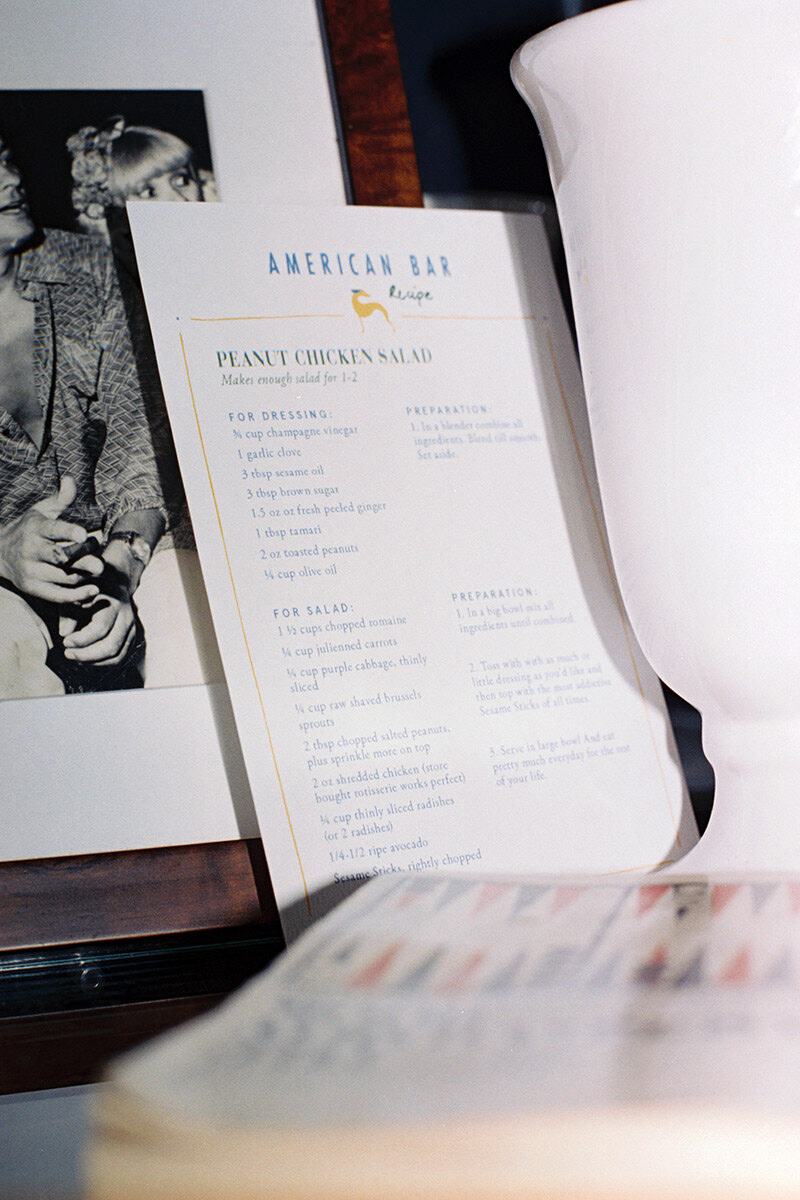 AMERICAN BAR
Recipe
PEANUT CHICKEN SALAD
Makes enough salad for 1-2
FOR DRESSING:
¾ cup champagne vinegar
1 garlic clove
3 tbsp sesame oil
3 tbsp brown sugar
1.5 oz oz fresh peeled ginger
1 tbsp tamari
2 oz toasted peanuts
¼ cup olive oil
PREPARATION:
1. In a blender combine all
ingredients. Blend till smooth.
Set aside.
FOR SALAD:
1 ½ cups chopped romaine
¼ cup julienned carrots
¼ cup purple cabbage, thinly
sliced
¼ cup raw shaved brussels
sprouts
2 tbsp chopped salted peanuts,
plus sprinkle more on top
2 oz shredded chicken (store
bought rotisserie works perfect)
¼ cup thinly sliced radishes
(or 2 radishes)
1/4-1/2 ripe avocado
Sesame Sticks, rightly chopped
PREPARATION:
1. In a big bowl mix all
ingredients until combined.
2. Toss with with as much or
little dressing as you'd like and
then top with the most addictive
Sesame Sticks of all times.
3. Serve in large bowl And eat
pretty much everyday for the rest
of your life.